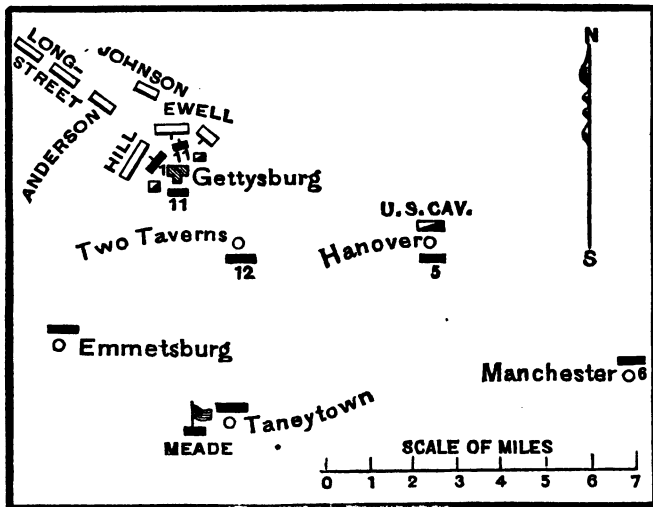 LONG-
STREET
JOHNSON
ANDERSON
EWELL
HILL
11
1
Gettysburg
11
N
S
U.S.CAV.
Two Taverns
12
Hanover
5
Emmetsburg
Manchester 6
Taneytown
MEADE
SCALE OF MILES
0 1 2 3 4 5 6 7